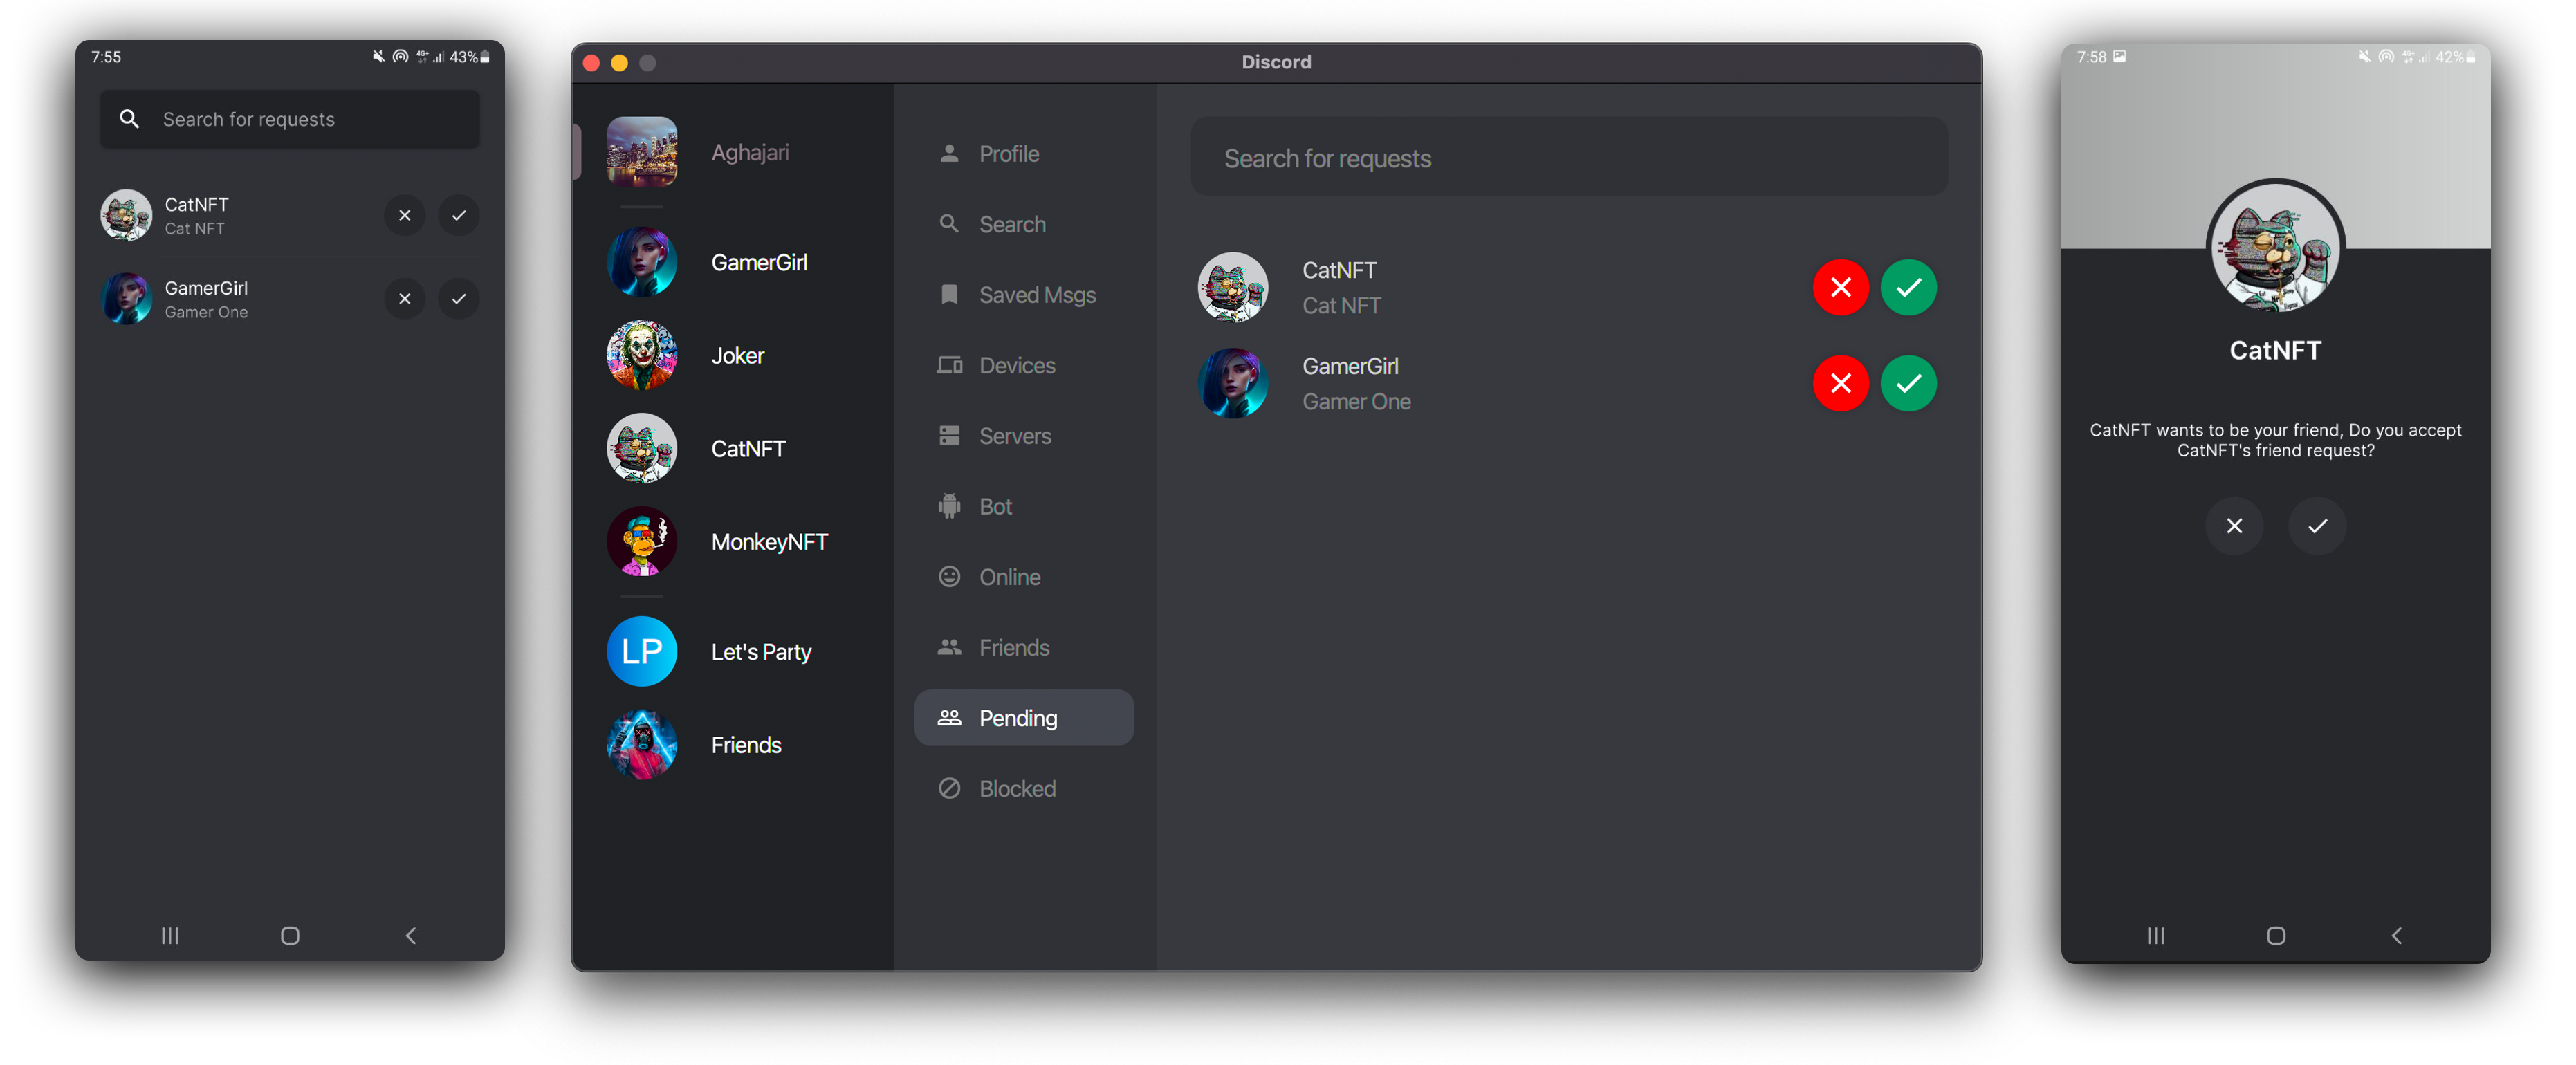 7:55
4G+
43%
Search for requests
CatNFT
Cat NFT
GamerGirl
Gamer One
Discord
Aghajari
GamerGirl
Joker
CatNFT
MonkeyNFT
LP
Let's Party
Friends
Profile
Search
Saved Msgs
Devices
Servers
Bot
Online
Friends
Pending
Blocked
Search for requests
CatNFT
Cat NFT
GamerGirl
Gamer One
7:58
4G+
42%
CatNFT
CatNFT wants to be your friend, Do you accept
CatNFT's friend request?